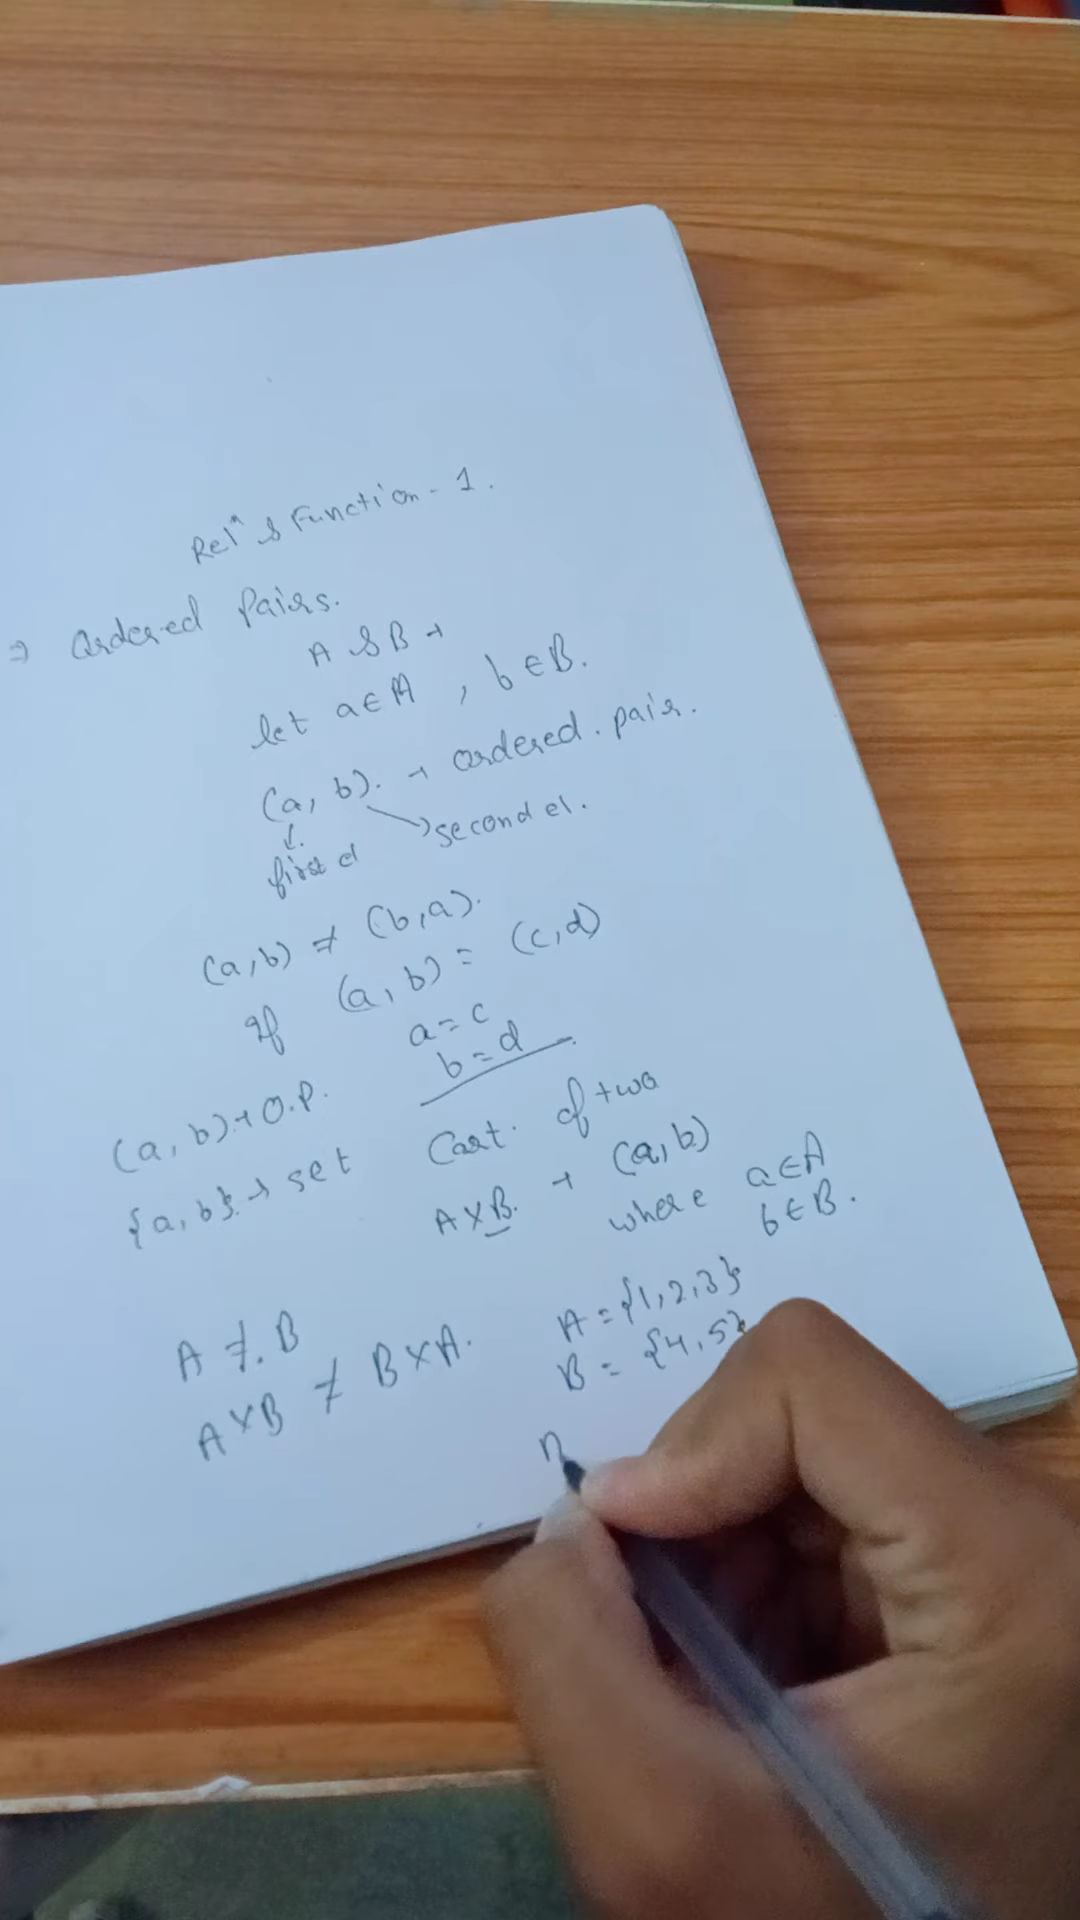 Relⁿ & Function - 1.
⇒ Ordered Pairs.
A & B →
let a ∈ A , b ∈ B.
(a, b). → ordered. pair.
↓. → second el.
first el
(a,b) ≠ (b,a).
If (a, b) = (c,d)
a = c
b = d
(a, b) → O.P.
{a, b} → set
Cart. of two
A×B. → (a,b)
where a∈A
b∈B.
A ≠. B
A×B ≠ B×A.
A = {1,2,3}
B = {4,5}
n